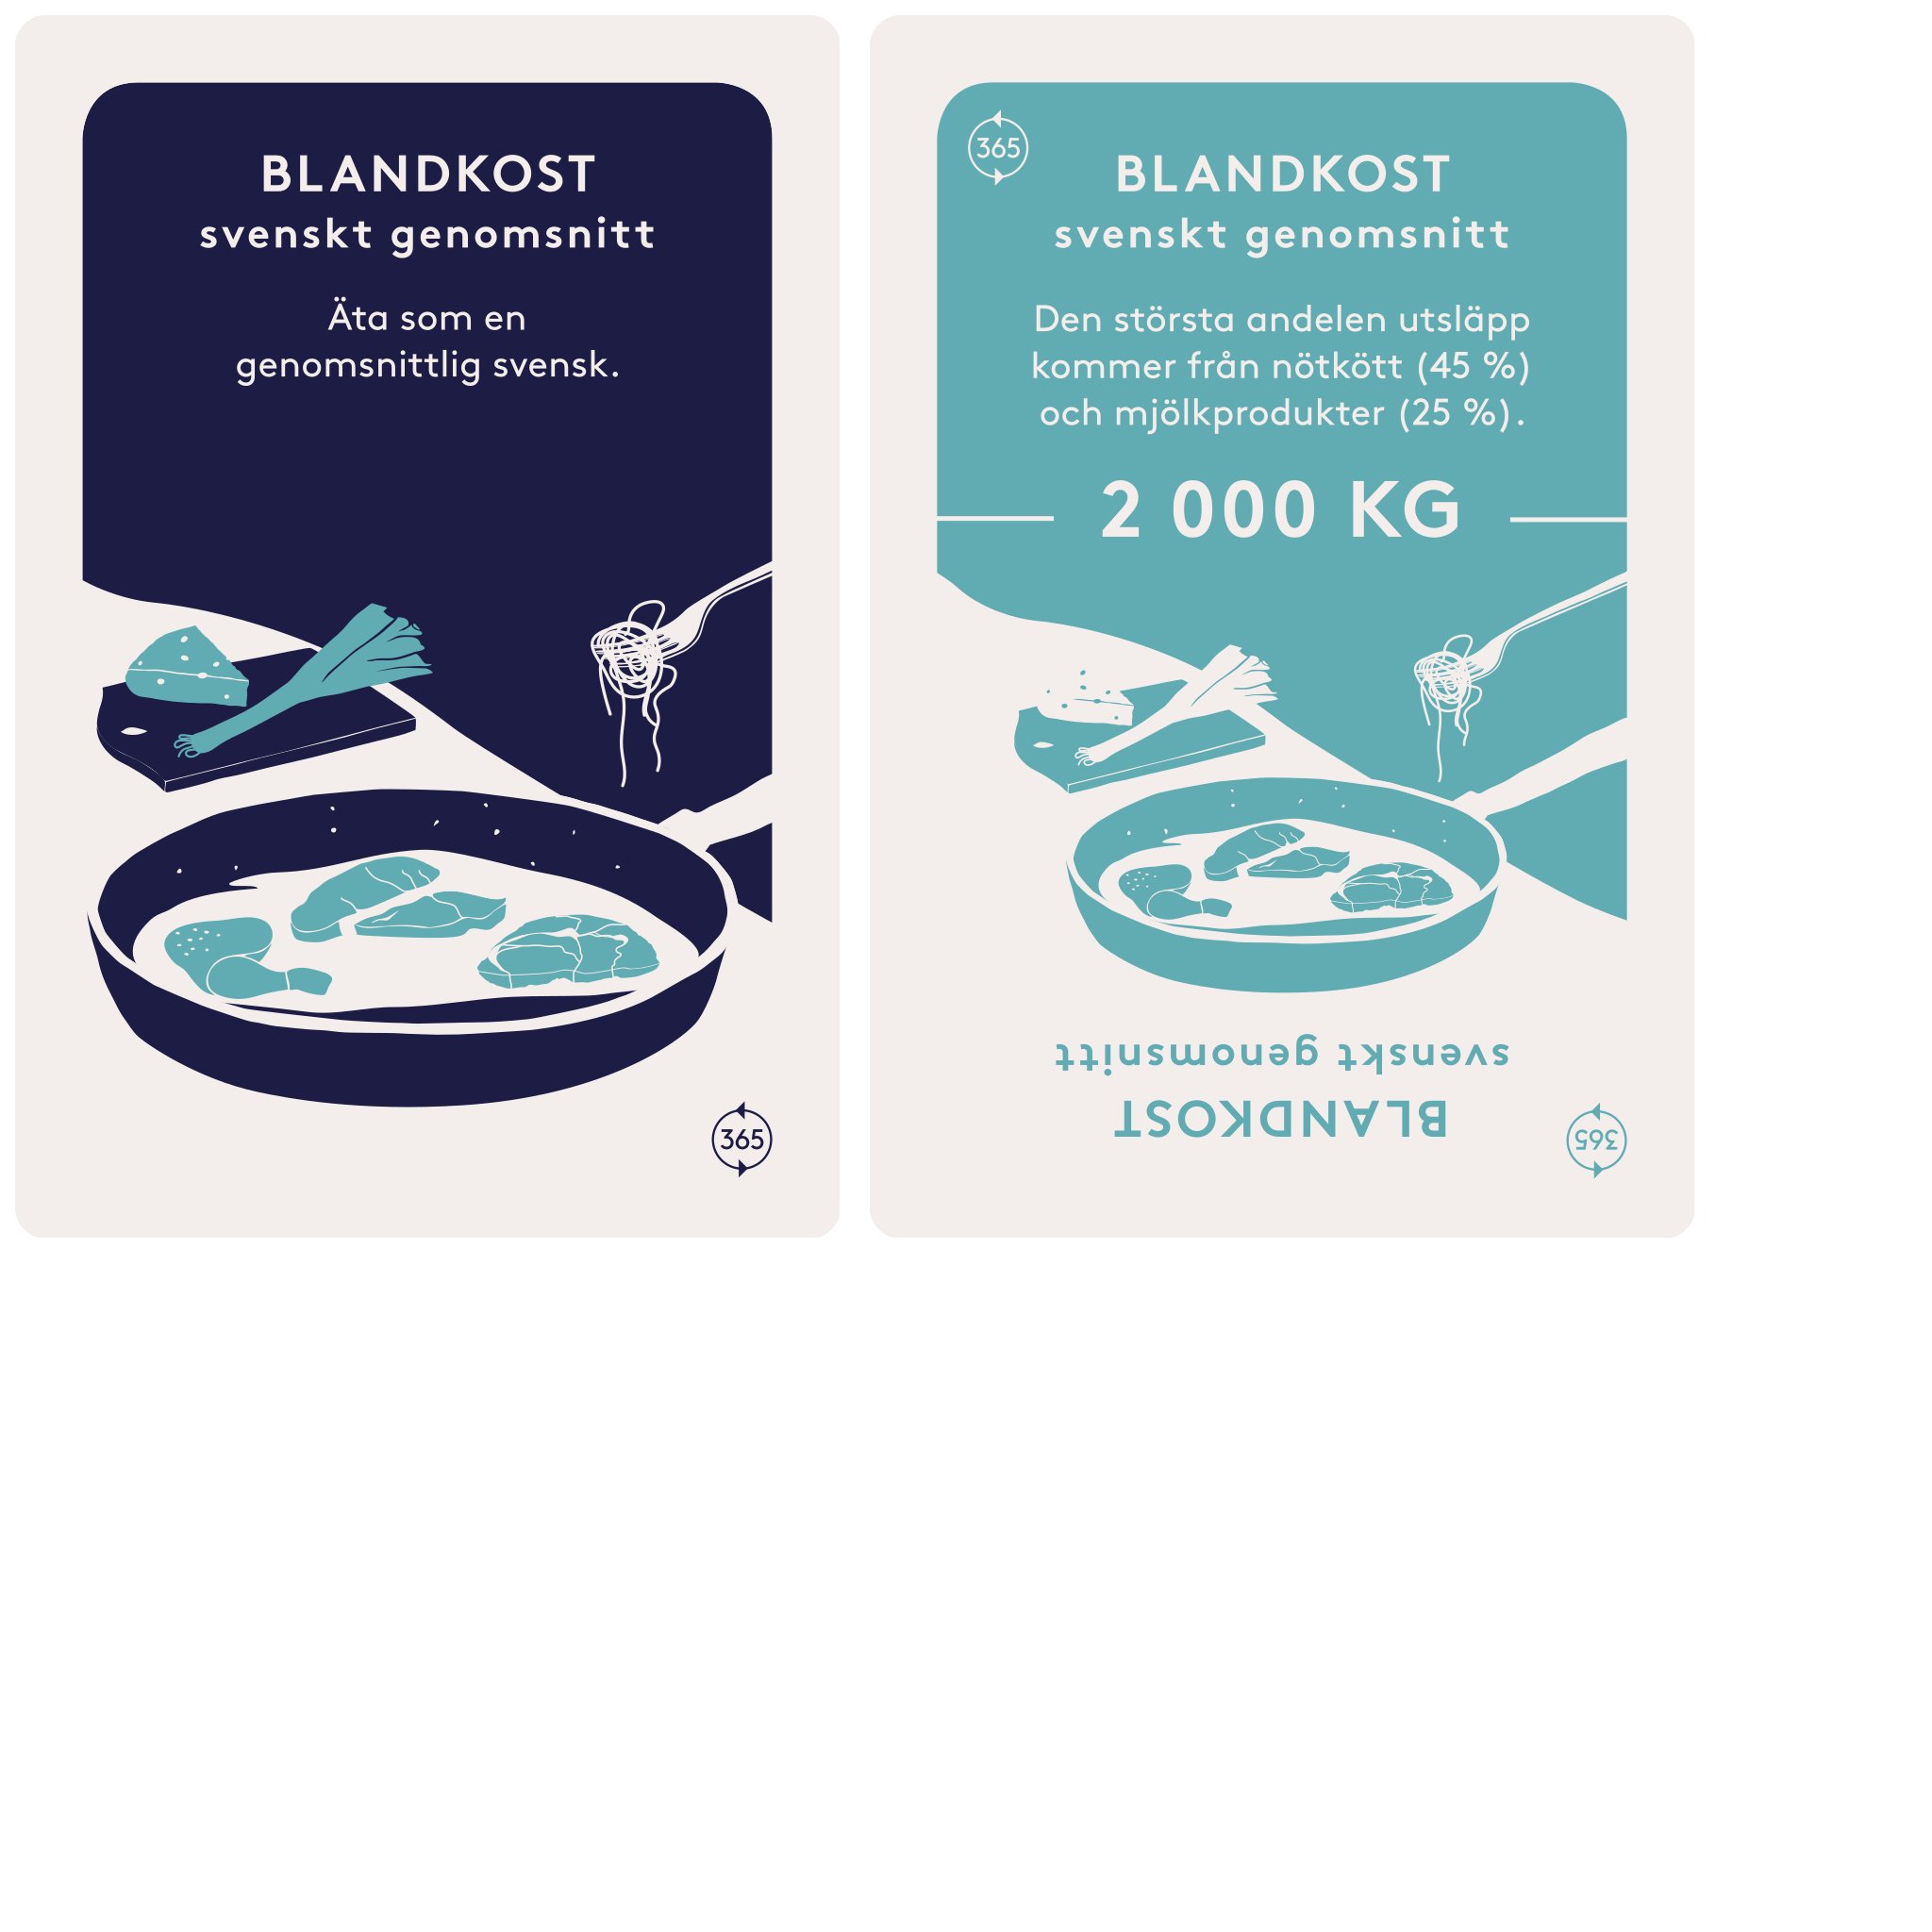 BLANDKOST
svenskt genomsnitt
Äta som en
genomsnittlig svensk.
365
365
BLANDKOST
svenskt genomsnitt
Den största andelen utsläpp
kommer från nötkött (45 %)
och mjölkprodukter (25 %).
2 000 KG
svenskt genomsnitt
BLANDKOST
365